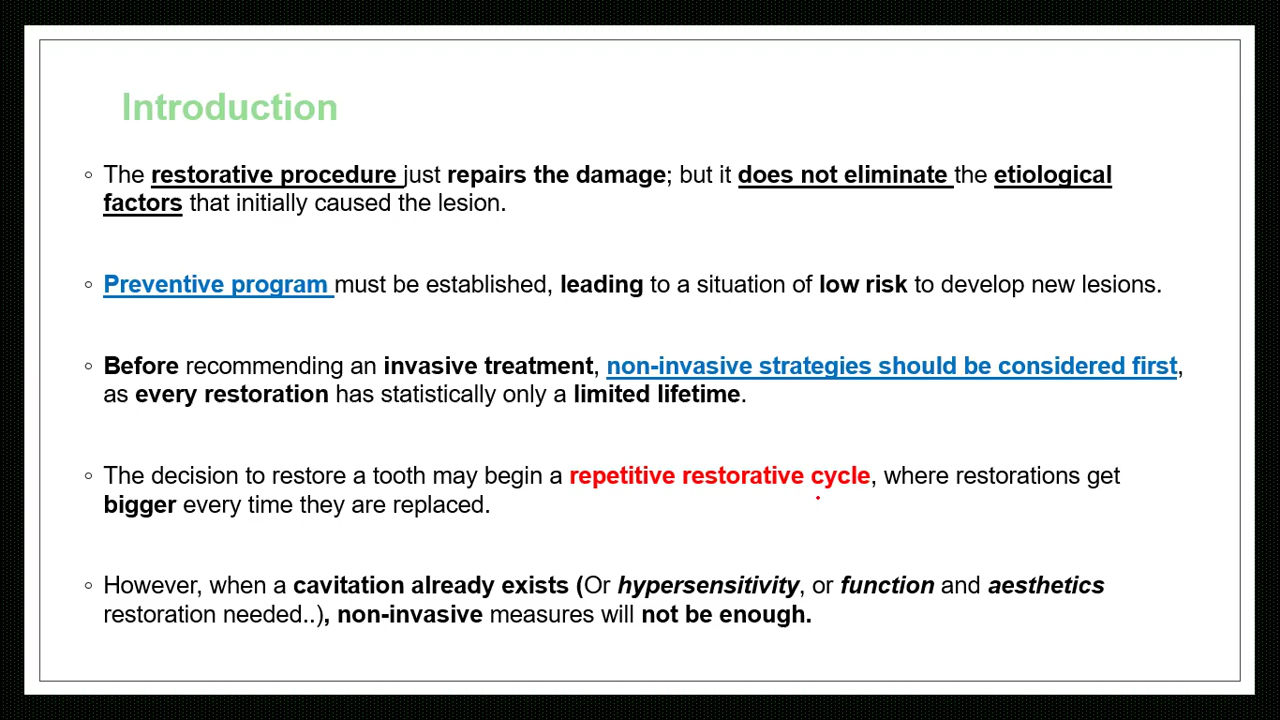 Introduction
◦ The restorative procedure just repairs the damage; but it does not eliminate the etiological
factors that initially caused the lesion.
◦ Preventive program must be established, leading to a situation of low risk to develop new lesions.
◦ Before recommending an invasive treatment, non-invasive strategies should be considered first,
as every restoration has statistically only a limited lifetime.
◦ The decision to restore a tooth may begin a repetitive restorative cycle, where restorations get
bigger every time they are replaced.
◦ However, when a cavitation already exists (Or hypersensitivity, or function and aesthetics
restoration needed..), non-invasive measures will not be enough.